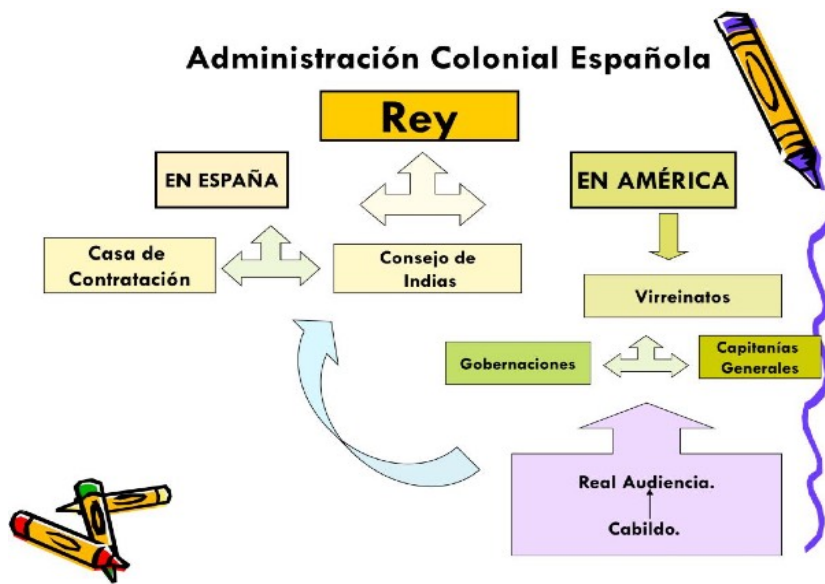 Administración Colonial Española
Rey
EN ESPAÑA
EN AMÉRICA
Casa de
Contratación
Consejo de
Indias
Virreinatos
Gobernaciones
Capitanías
Generales
Real Audiencia.
Cabildo.